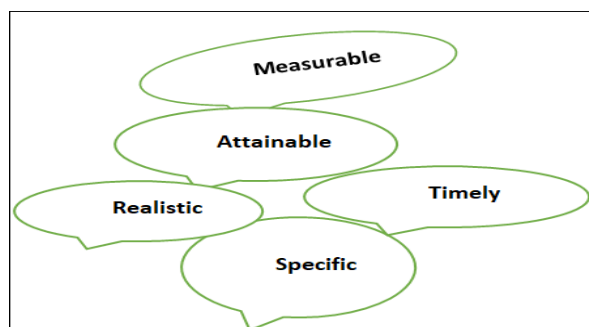 Measurable
Attainable
Timely
Realistic
Specific